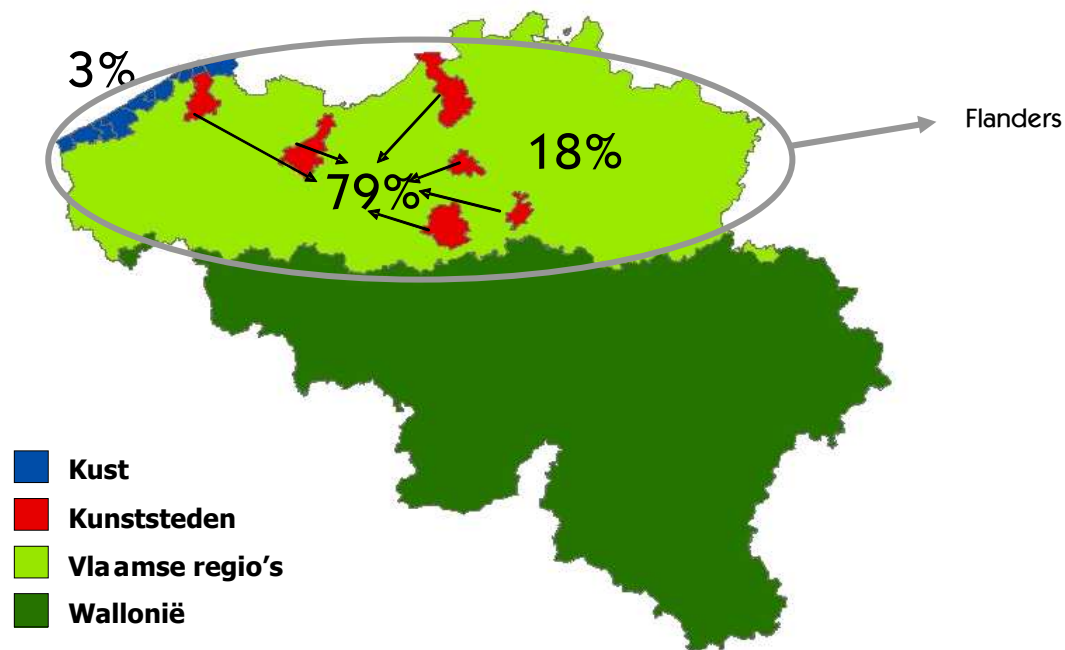 3%
Flanders
18%
79%
Kust
Kunststeden
Vlaamse regio's
Wallonië